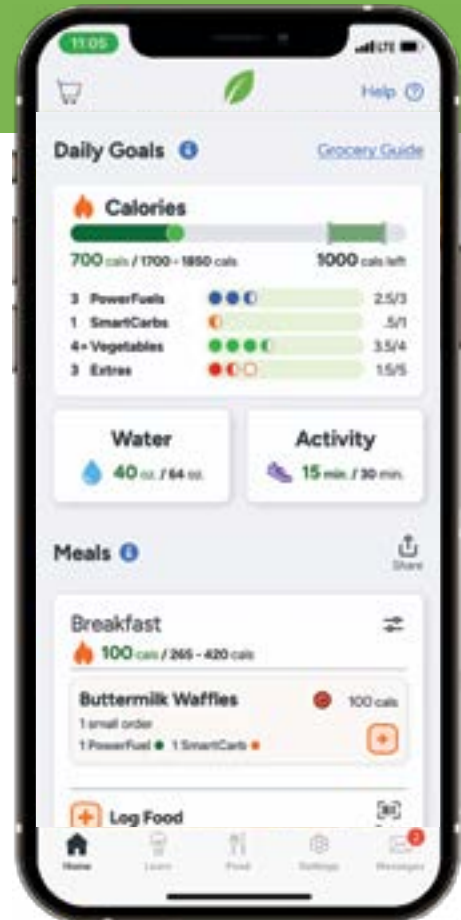 11:05
LTE
Help ?
Daily Goals i
Grocery Guide
Calories
700 cals / 1700 - 1850 cals
1000 cals left
3 PowerFuels 2.5/3
1 SmartCarbs .5/1
4+ Vegetables 3.5/4
3 Extras 1.5/5
Water
40 oz. / 64 oz.
Activity
15 min. / 30 min.
Meals i
Share
Breakfast
100 cals / 265 - 420 cals
Buttermilk Waffles
100 cals
1 small order
1 PowerFuel 1 SmartCarb
Log Food
Home
Learn
Food
Settings
Messages